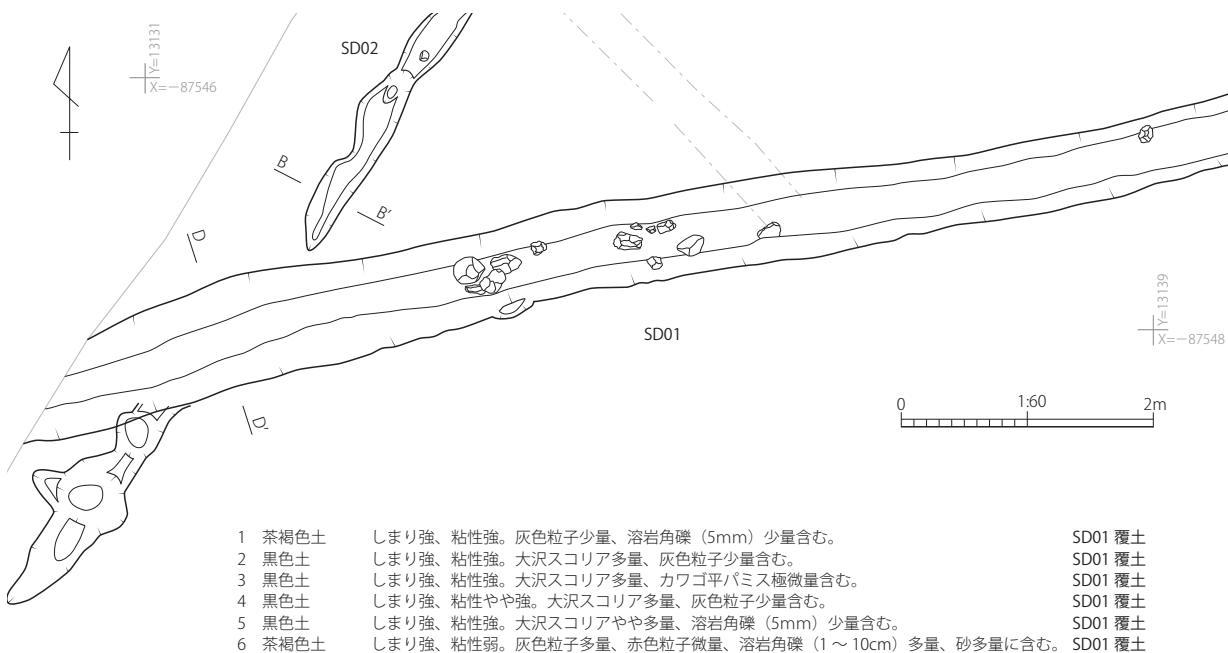 Y=13131
X=−87546
SD02
B
B′
D
D′
SD01
Y=13139
X=−87548
0 1:60 2m
1 茶褐色土 しまり強、粘性強。灰色粒子少量、溶岩角礫（5mm）少量含む。 SD01 覆土
2 黒色土 しまり強、粘性強。大沢スコリア多量、灰色粒子少量含む。 SD01 覆土
3 黒色土 しまり強、粘性強。大沢スコリア多量、カワゴ平パミス極微量含む。 SD01 覆土
4 黒色土 しまり強、粘性やや強。大沢スコリア多量、灰色粒子少量含む。 SD01 覆土
5 黒色土 しまり強、粘性強。大沢スコリアやや多量、溶岩角礫（5mm）少量含む。 SD01 覆土
6 茶褐色土 しまり強、粘性弱。灰色粒子多量、赤色粒子微量、溶岩角礫（1～10cm）多量、砂多量に含む。 SD01 覆土